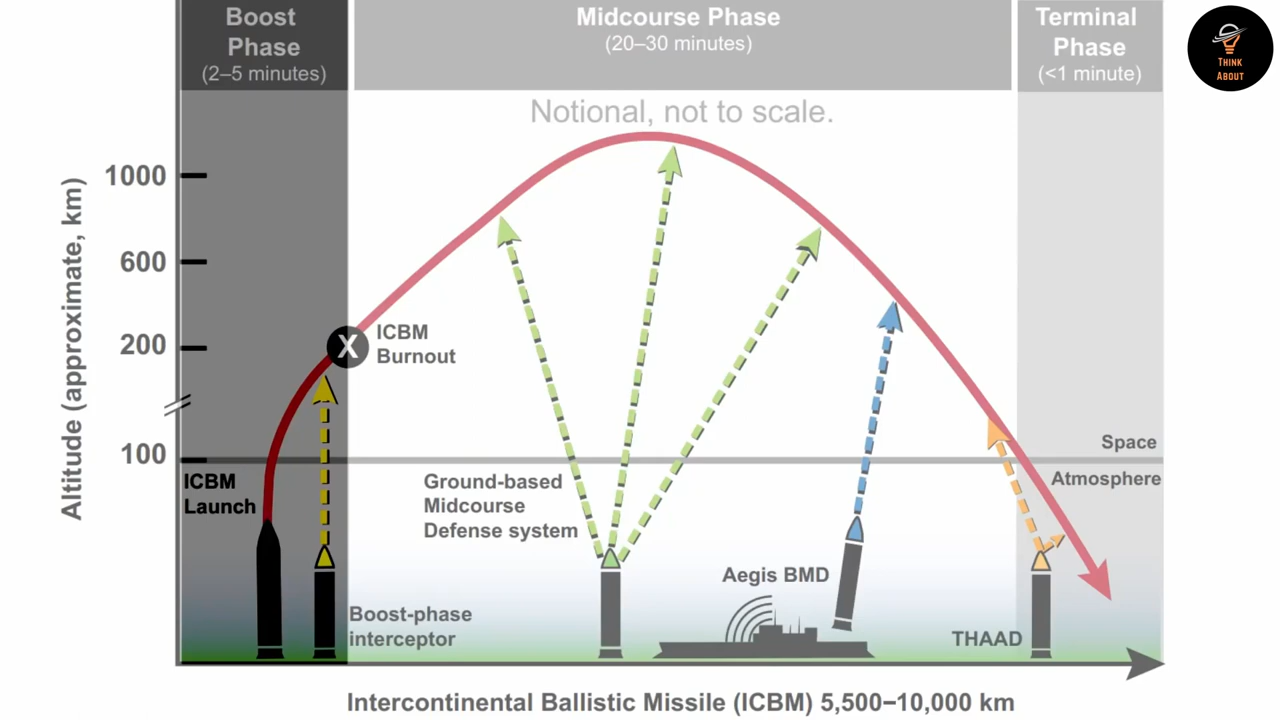 Boost
Phase
(2–5 minutes)
Midcourse Phase
(20–30 minutes)
Terminal
Phase
(<1 minute)
THINK
ABOUT
Notional, not to scale.
Altitude (approximate, km)
1000
600
200
100
ICBM
Burnout
X
ICBM
Launch
Ground-based
Midcourse
Defense system
Space
Atmosphere
Boost-phase
interceptor
Aegis BMD
THAAD
Intercontinental Ballistic Missile (ICBM) 5,500–10,000 km